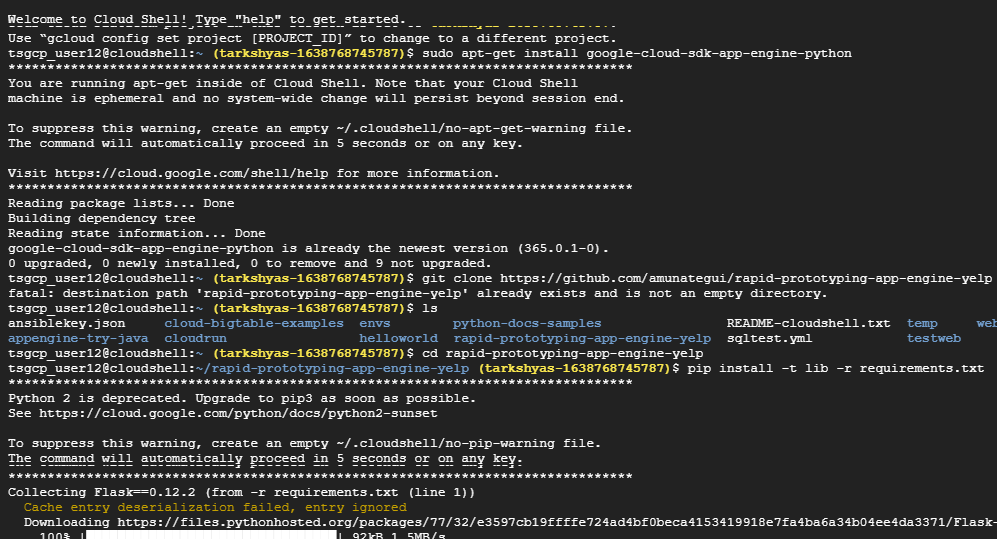 Welcome to Cloud Shell! Type "help" to get started.
Use “gcloud config set project [PROJECT_ID]” to change to a different project.
tsgcp_user12@cloudshell:~ (tarkshyas-1638768745787)$ sudo apt-get install google-cloud-sdk-app-engine-python
********************************************************************************
You are running apt-get inside of Cloud Shell. Note that your Cloud Shell
machine is ephemeral and no system-wide change will persist beyond session end.
To suppress this warning, create an empty ~/.cloudshell/no-apt-get-warning file.
The command will automatically proceed in 5 seconds or on any key.
Visit https://cloud.google.com/shell/help for more information.
********************************************************************************
Reading package lists... Done
Building dependency tree
Reading state information... Done
google-cloud-sdk-app-engine-python is already the newest version (365.0.1-0).
0 upgraded, 0 newly installed, 0 to remove and 9 not upgraded.
tsgcp_user12@cloudshell:~ (tarkshyas-1638768745787)$ git clone https://github.com/amunategui/rapid-prototyping-app-engine-yelp
fatal: destination path 'rapid-prototyping-app-engine-yelp' already exists and is not an empty directory.
tsgcp_user12@cloudshell:~ (tarkshyas-1638768745787)$ ls
ansiblekey.json cloud-bigtable-examples envs python-docs-samples README-cloudshell.txt temp web
appengine-try-java cloudrun helloworld rapid-prototyping-app-engine-yelp sqltest.yml testweb
tsgcp_user12@cloudshell:~ (tarkshyas-1638768745787)$ cd rapid-prototyping-app-engine-yelp
tsgcp_user12@cloudshell:~/rapid-prototyping-app-engine-yelp (tarkshyas-1638768745787)$ pip install -t lib -r requirements.txt
********************************************************************************
Python 2 is deprecated. Upgrade to pip3 as soon as possible.
See https://cloud.google.com/python/docs/python2-sunset
To suppress this warning, create an empty ~/.cloudshell/no-pip-warning file.
The command will automatically proceed in 5 seconds or on any key.
********************************************************************************
Collecting Flask==0.12.2 (from -r requirements.txt (line 1))
Cache entry deserialization failed, entry ignored
Downloading https://files.pythonhosted.org/packages/77/32/e3597cb19ffffe724ad4bf0beca4153419918e7fa4ba6a34b04ee4da3371/Flask-
100% | | 92kB 1.5MB/s